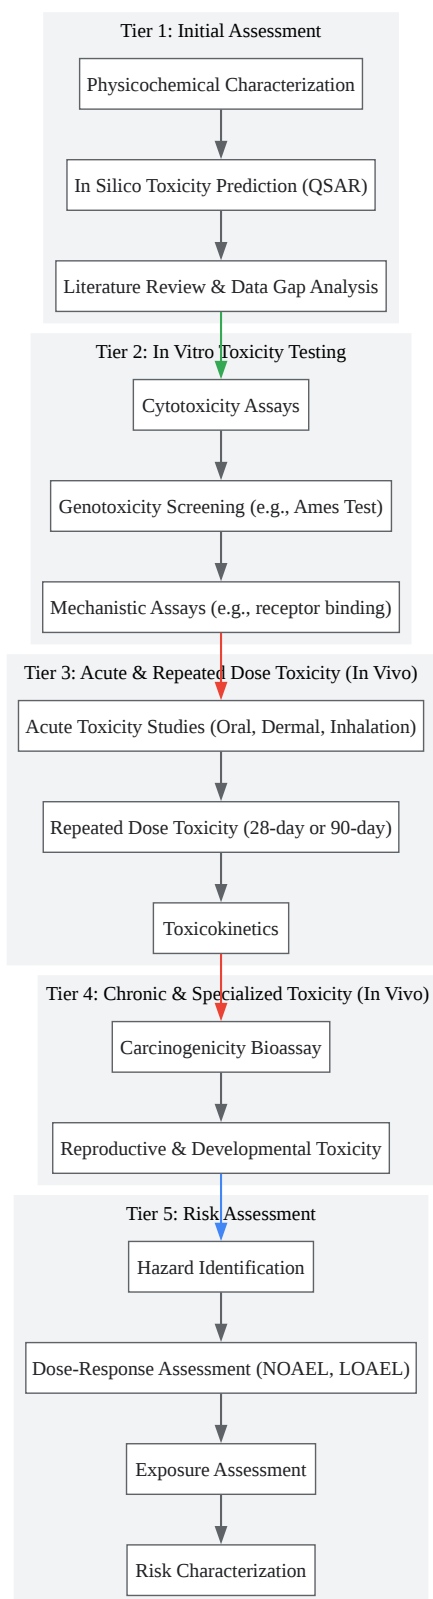 Tier 1: Initial Assessment
Physicochemical Characterization
In Silico Toxicity Prediction (QSAR)
Literature Review & Data Gap Analysis
Tier 2: In Vitro Toxicity Testing
Cytotoxicity Assays
Genotoxicity Screening (e.g., Ames Test)
Mechanistic Assays (e.g., receptor binding)
Tier 3: Acute & Repeated Dose Toxicity (In Vivo)
Acute Toxicity Studies (Oral, Dermal, Inhalation)
Repeated Dose Toxicity (28-day or 90-day)
Toxicokinetics
Tier 4: Chronic & Specialized Toxicity (In Vivo)
Carcinogenicity Bioassay
Reproductive & Developmental Toxicity
Tier 5: Risk Assessment
Hazard Identification
Dose-Response Assessment (NOAEL, LOAEL)
Exposure Assessment
Risk Characterization